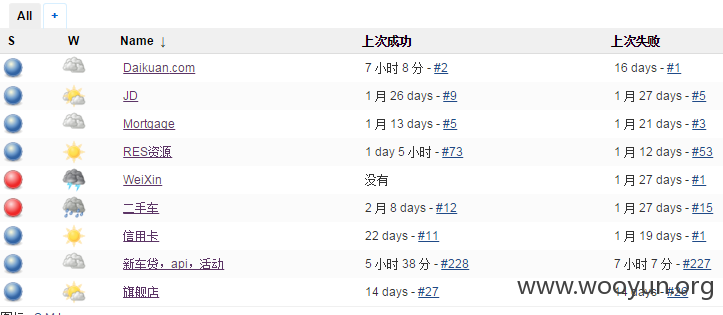 All +
S W Name ↓ 上次成功 上次失败
Daikuan.com 7 小时 8 分 - #2 16 days - #1
JD 1 月 26 days - #9 1 月 27 days - #5
Mortgage 1 月 13 days - #5 1 月 21 days - #3
RES资源 1 day 5 小时 - #73 1 月 12 days - #53
WeiXin 没有 1 月 27 days - #1
二手车 2 月 8 days - #12 1 月 27 days - #15
信用卡 22 days - #11 1 月 19 days - #1
新车贷，api，活动 5 小时 38 分 - #228 7 小时 7 分 - #227
旗舰店 14 days - #27 14 days - #26
www.wooyun.org